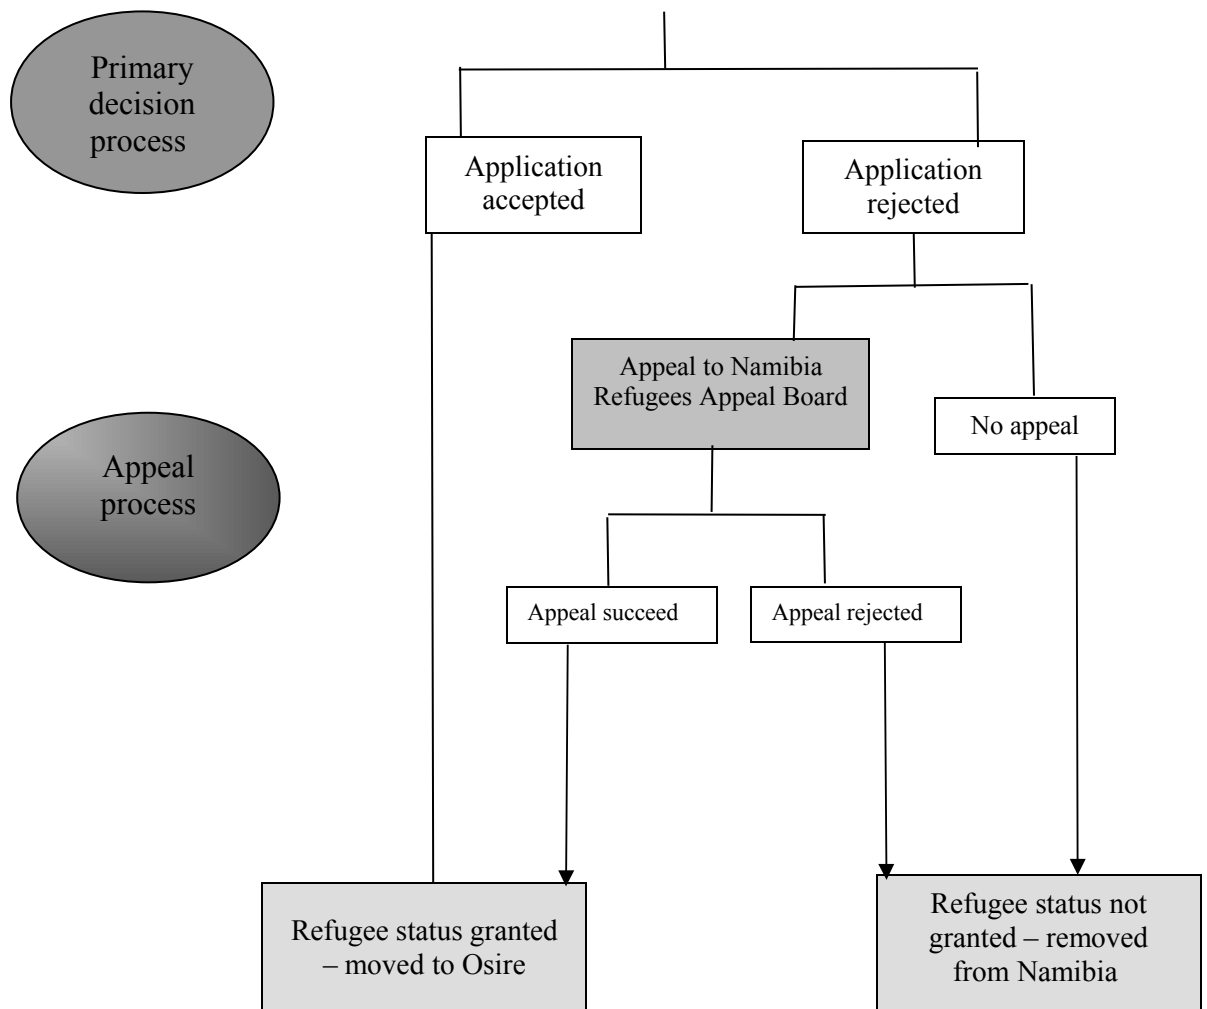 Primary
decision
process
Application
accepted
Application
rejected
Appeal to Namibia
Refugees Appeal Board
No appeal
Appeal
process
Appeal succeed
Appeal rejected
Refugee status granted
– moved to Osire
Refugee status not
granted – removed
from Namibia